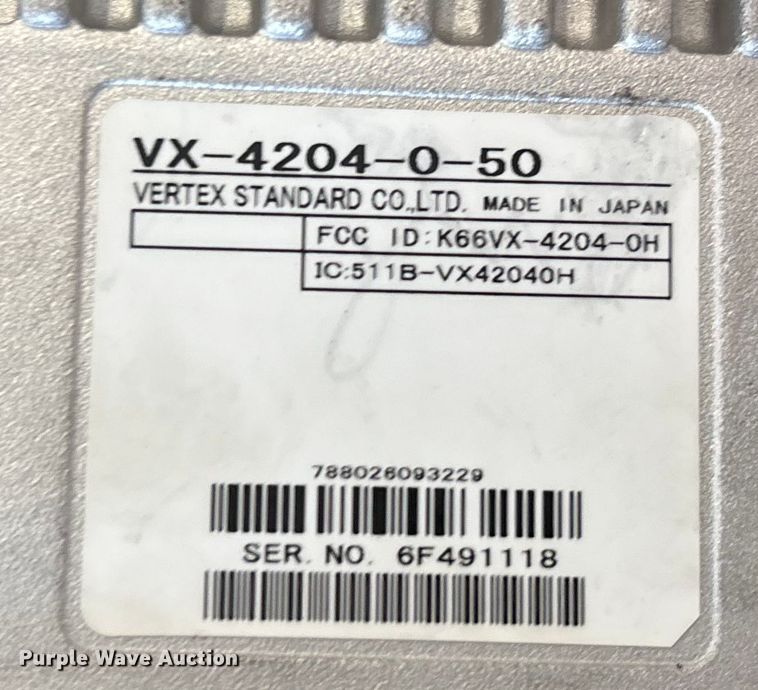 VX-4204-0-50
VERTEX STANDARD CO.,LTD. MADE IN JAPAN
FCC ID:K66VX-4204-0H
IC:511B-VX42040H
788026093229
SER. NO. 6F491118
Purple Wave Auction